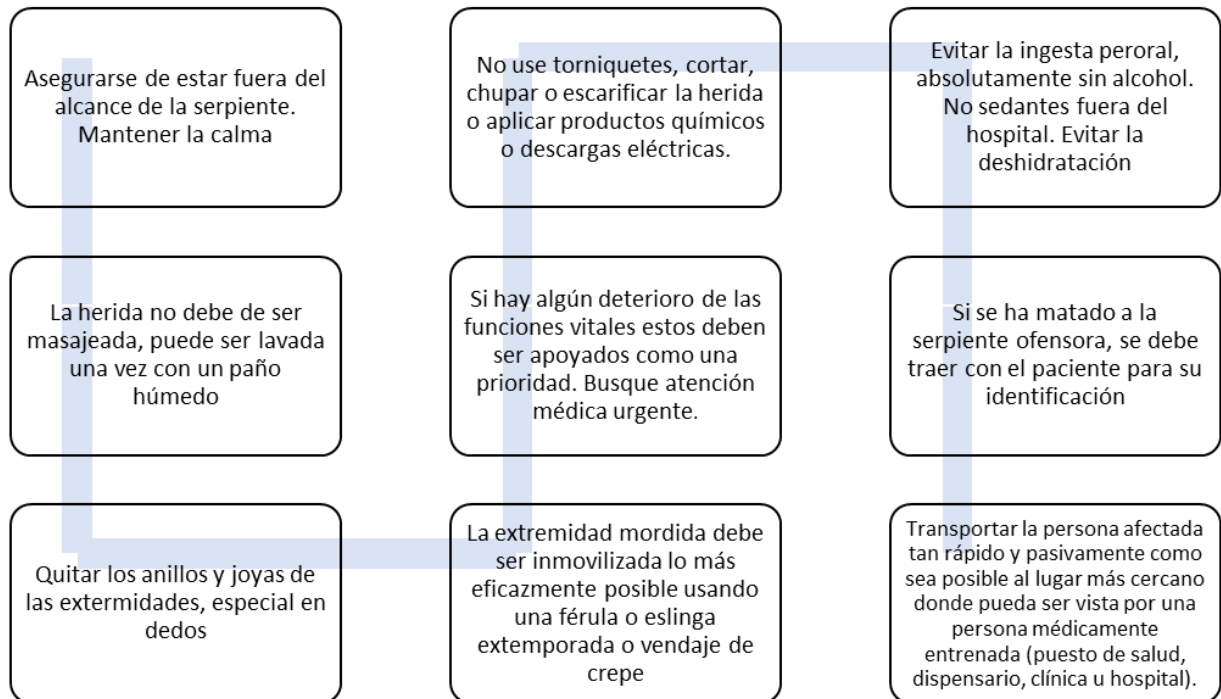 Asegurarse de estar fuera del
alcance de la serpiente.
Mantener la calma
La herida no debe de ser
masajeada, puede ser lavada
una vez con un paño
húmedo
Quitar los anillos y joyas de
las extermidades, especial en
dedos
La extremidad mordida debe
ser inmovilizada lo más
eficazmente posible usando
una férula o eslinga
extemporada o vendaje de
crepe
Si hay algún deterioro de las
funciones vitales estos deben
ser apoyados como una
prioridad. Busque atención
médica urgente.
No use torniquetes, cortar,
chupar o escarificar la herida
o aplicar productos químicos
o descargas eléctricas.
Evitar la ingesta peroral,
absolutamente sin alcohol.
No sedantes fuera del
hospital. Evitar la
deshidratación
Si se ha matado a la
serpiente ofensora, se debe
traer con el paciente para su
identificación
Transportar la persona afectada
tan rápido y pasivamente como
sea posible al lugar más cercano
donde pueda ser vista por una
persona médicamente
entrenada (puesto de salud,
dispensario, clínica u hospital).